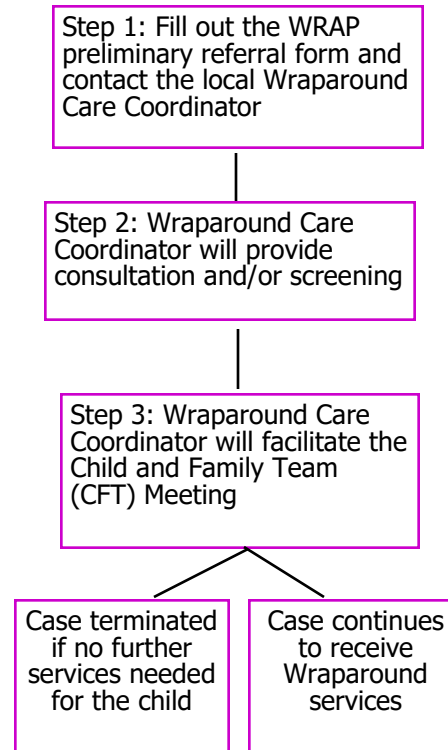 Step 1: Fill out the WRAP
preliminary referral form and
contact the local Wraparound
Care Coordinator
Step 2: Wraparound Care
Coordinator will provide
consultation and/or screening
Step 3: Wraparound Care
Coordinator will facilitate the
Child and Family Team
(CFT) Meeting
Case terminated
if no further
services needed
for the child
Case continues
to receive
Wraparound
services